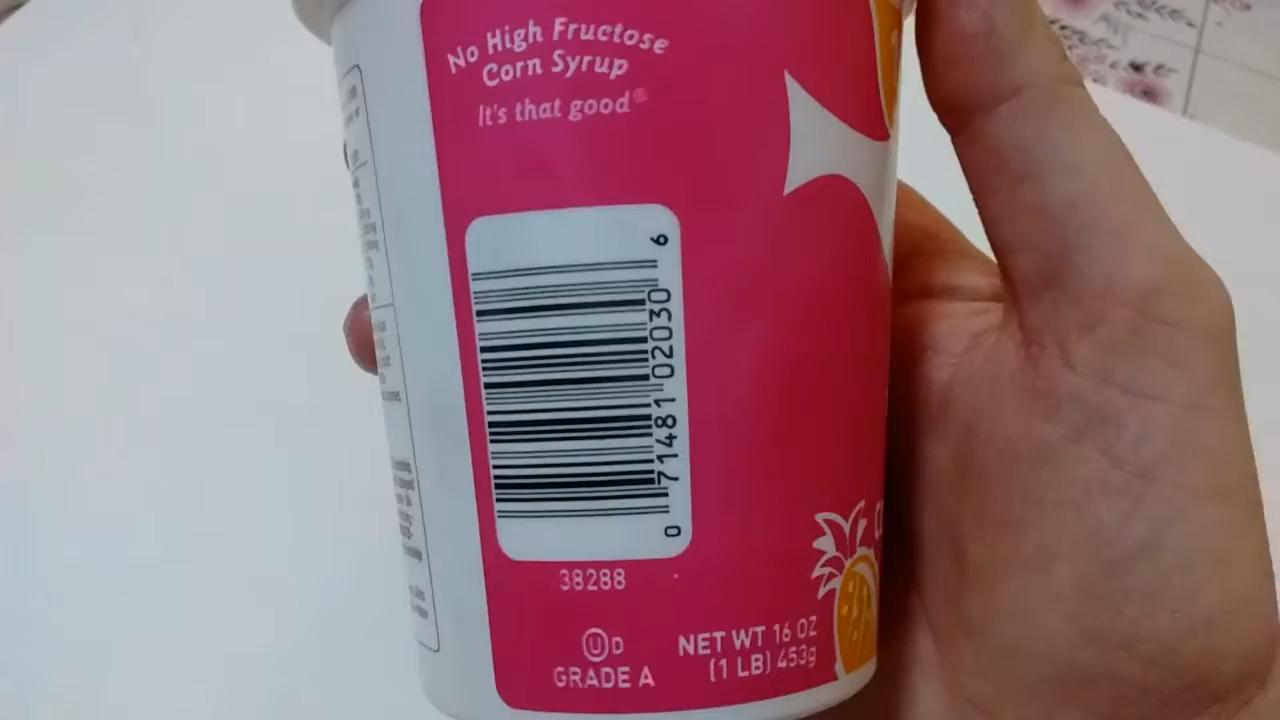 No High Fructose
Corn Syrup
It's that good®
0 71481 02030 6
38288
UD
GRADE A
NET WT 16 OZ
(1 LB) 453g